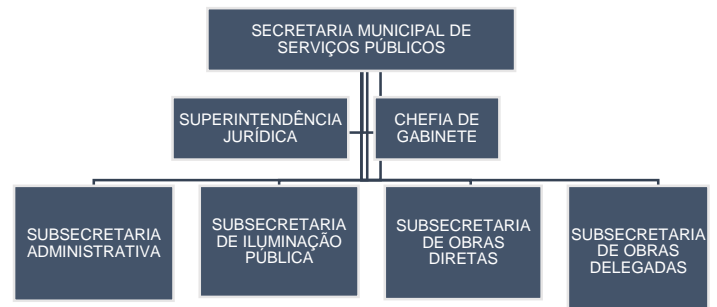 SECRETARIA MUNICIPAL DE
SERVIÇOS PÚBLICOS
SUPERINTENDÊNCIA
JURÍDICA
CHEFIA DE
GABINETE
SUBSECRETARIA
ADMINISTRATIVA
SUBSECRETARIA
DE ILUMINAÇÃO
PÚBLICA
SUBSECRETARIA
DE OBRAS
DIRETAS
SUBSECRETARIA
DE OBRAS
DELEGADAS